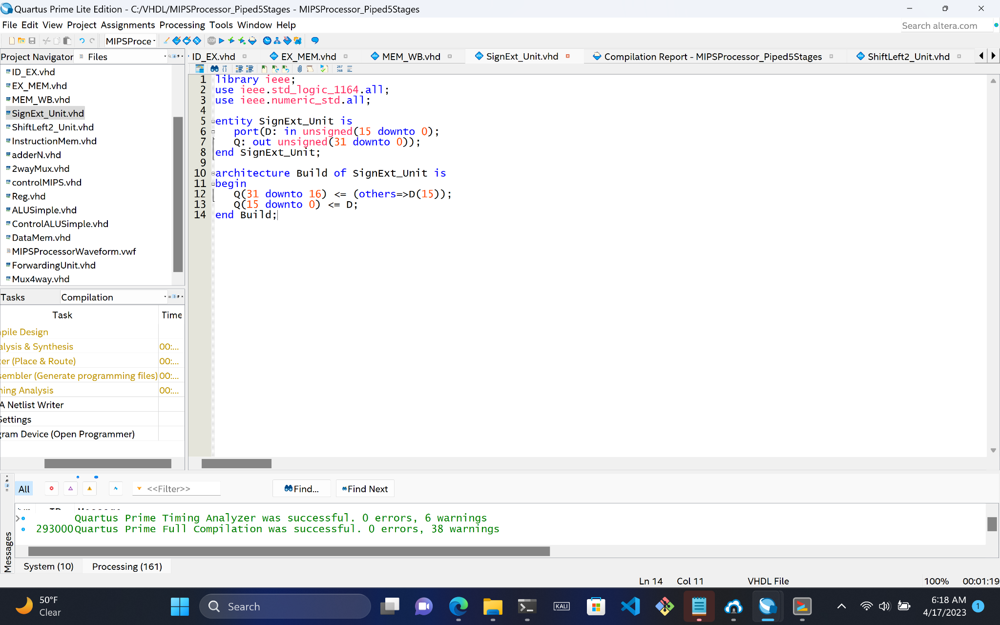 Quartus Prime Lite Edition - C:/VHDL/MIPSProcessor_Piped5Stages - MIPSProcessor_Piped5Stages
File Edit View Project Assignments Processing Tools Window Help
Search altera.com
MIPSProce
Project Navigator Files
ID_EX.vhd EX_MEM.vhd MEM_WB.vhd SignExt_Unit.vhd Compilation Report - MIPSProcessor_Piped5Stages ShiftLeft2_Unit.vhd
ID_EX.vhd
EX_MEM.vhd
MEM_WB.vhd
SignExt_Unit.vhd
ShiftLeft2_Unit.vhd
InstructionMem.vhd
adderN.vhd
2wayMux.vhd
controlMIPS.vhd
Reg.vhd
ALUSimple.vhd
ControlALUSimple.vhd
DataMem.vhd
MIPSProcessorWaveform.vwf
ForwardingUnit.vhd
Mux4way.vhd
267
268
1 library ieee;
2 use ieee.std_logic_1164.all;
3 use ieee.numeric_std.all;
4
5 entity SignExt_Unit is
6 port(D: in unsigned(15 downto 0);
7 Q: out unsigned(31 downto 0));
8 end SignExt_Unit;
9
10 architecture Build of SignExt_Unit is
11 begin
12 Q(31 downto 16) <= (others=>D(15));
13 Q(15 downto 0) <= D;
14 end Build;
Tasks Compilation
Task Time
pile Design
alysis & Synthesis 00:...
ter (Place & Route) 00:...
sembler (Generate programming files) 00:...
ning Analysis 00:...
A Netlist Writer
Settings
gram Device (Open Programmer)
All <<Filter>> Find... Find Next
Quartus Prime Timing Analyzer was successful. 0 errors, 6 warnings
293000 Quartus Prime Full Compilation was successful. 0 errors, 38 warnings
Messages
System (10) Processing (161)
Ln 14 Col 11 VHDL File 100% 00:01:19
50°F
Clear
Search
KALI
6:18 AM
4/17/2023
1